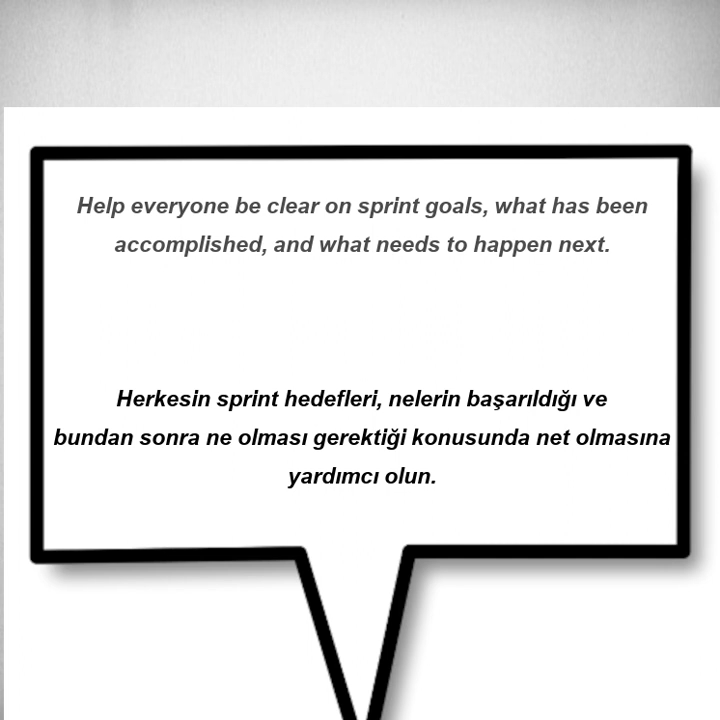 Help everyone be clear on sprint goals, what has been
accomplished, and what needs to happen next.
Herkesin sprint hedefleri, nelerin başarıldığı ve
bundan sonra ne olması gerektiği konusunda net olmasına
yardımcı olun.